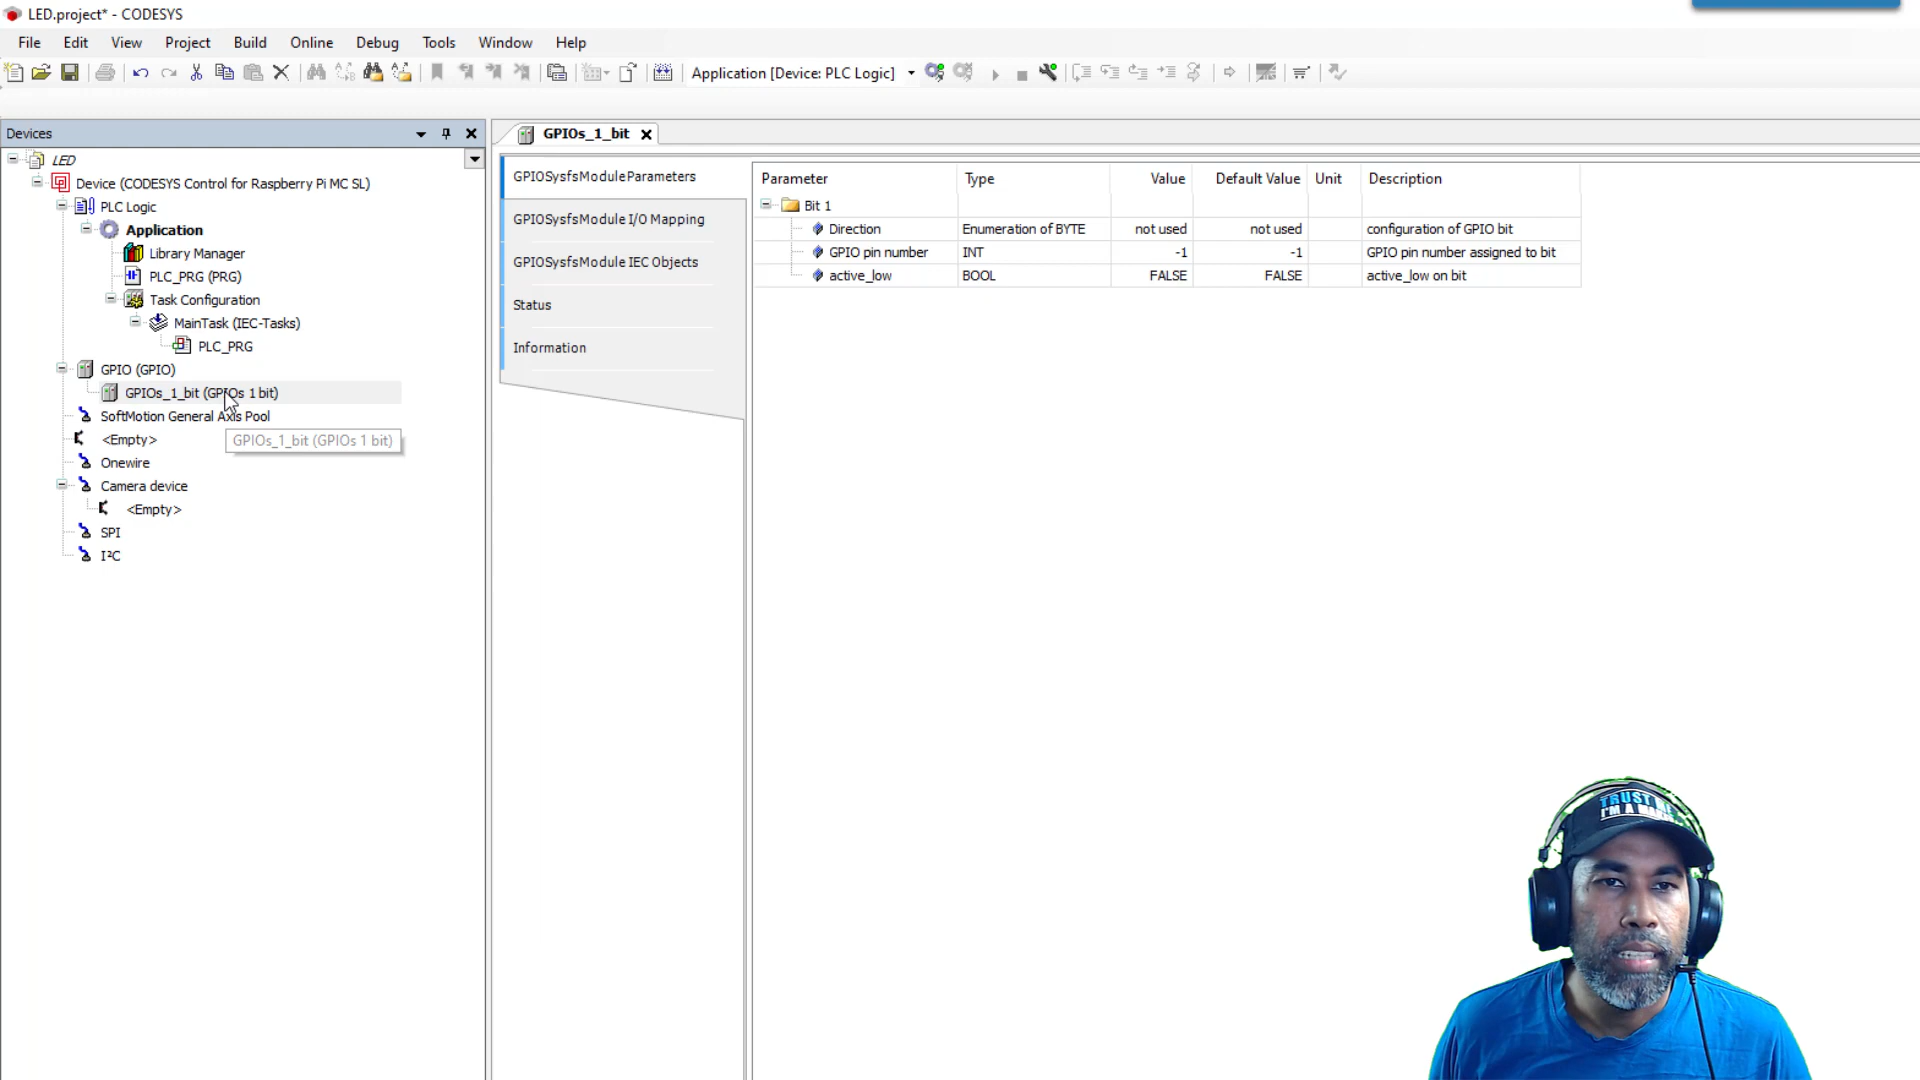 LED.project* - CODESYS
File Edit View Project Build Online Debug Tools Window Help
Application [Device: PLC Logic]
Devices
LED
Device (CODESYS Control for Raspberry Pi MC SL)
PLC Logic
Application
Library Manager
PLC_PRG (PRG)
Task Configuration
MainTask (IEC-Tasks)
PLC_PRG
GPIO (GPIO)
GPIOs_1_bit (GPIOs 1 bit)
SoftMotion General Axis Pool
<Empty>
GPIOs_1_bit (GPIOs 1 bit)
Onewire
Camera device
<Empty>
SPI
I²C
GPIOs_1_bit
GPIOSysfsModule Parameters
GPIOSysfsModule I/O Mapping
GPIOSysfsModule IEC Objects
Status
Information
Parameter Type Value Default Value Unit Description
Bit 1
Direction Enumeration of BYTE not used not used configuration of GPIO bit
GPIO pin number INT -1 -1 GPIO pin number assigned to bit
active_low BOOL FALSE FALSE active_low on bit
TRUST ME
I'M A